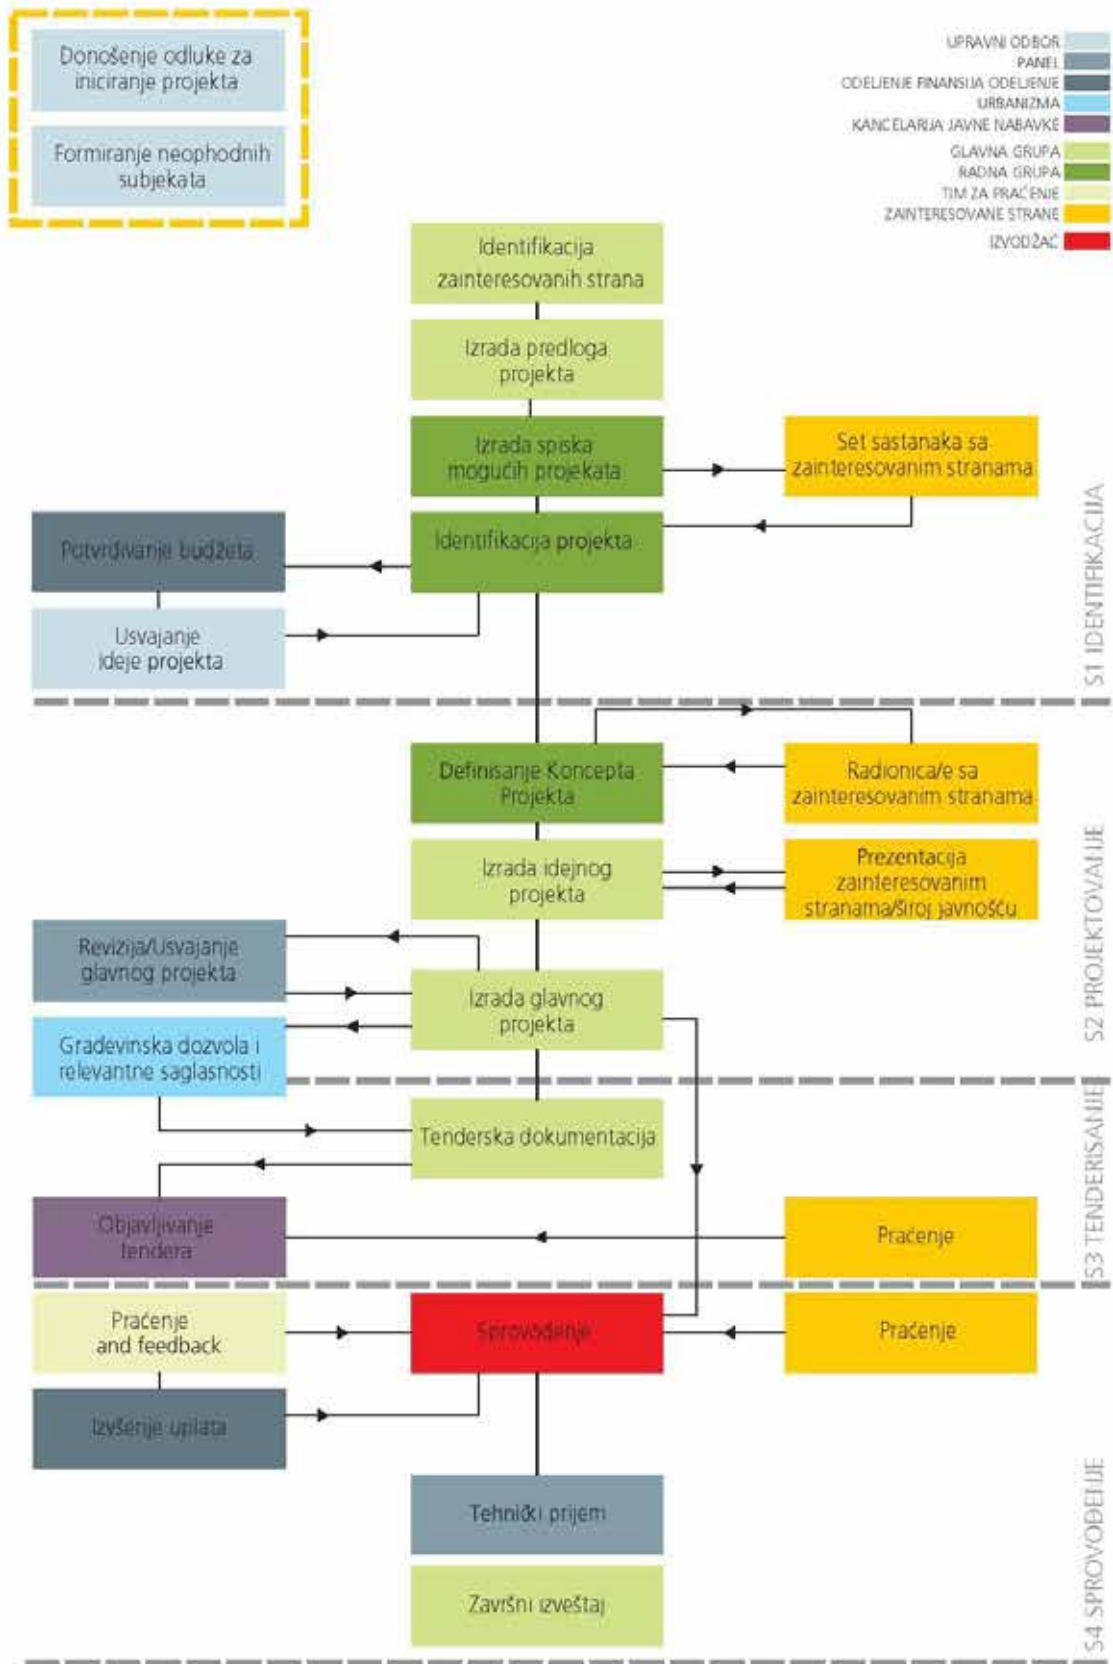 Donošenje odluke za
iniciranje projekta
Formiranje neophodnih
subjekata
UPRAVNI ODBOR
PANEL
ODELJENJE FINANSIJA ODELJENJE
URBANIZMA
KANCELARIJA JAVNE NABAVKE
GLAVNA GRUPA
RADNA GRUPA
TIM ZA PRAĆENJE
ZAINTERESOVANE STRANE
IZVODŽAČ
Identifikacija
zainteresovanih strana
Izrada predloga
projekta
Izrada spiska
mogućih projekata
Set sastanaka sa
zainteresovanim stranama
Identifikacija projekta
Potvrdivanje budžeta
Usvajanje
ideje projekta
S1 IDENTIFIKACIJA
Definisanje Koncepta
Projekta
Radionica/e sa
zainteresovanim stranama
Izrada idejnog
projekta
Prezentacija
zainteresovanim
stranama/široj javnošću
Revizija/Usvajanje
glavnog projekta
Izrada glavnog
projekta
Gradevinska dozvola i
relevantne saglasnosti
S2 PROJEKTOVANJE
Tenderska dokumentacija
Objavljivanje
tendera
Praćenje
S3 TENDERISANJE
Praćenje
and feedback
Sprovođenje
Praćenje
Izvšenje uplata
Tehnički prijem
Završni izveštaj
S4 SPROVOĐENJE